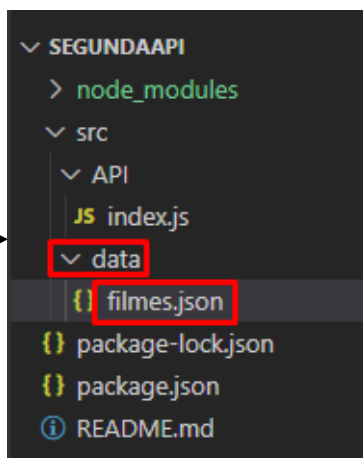 SEGUNDAAPI
node_modules
src
API
JS index.js
data
{} filmes.json
{} package-lock.json
{} package.json
README.md